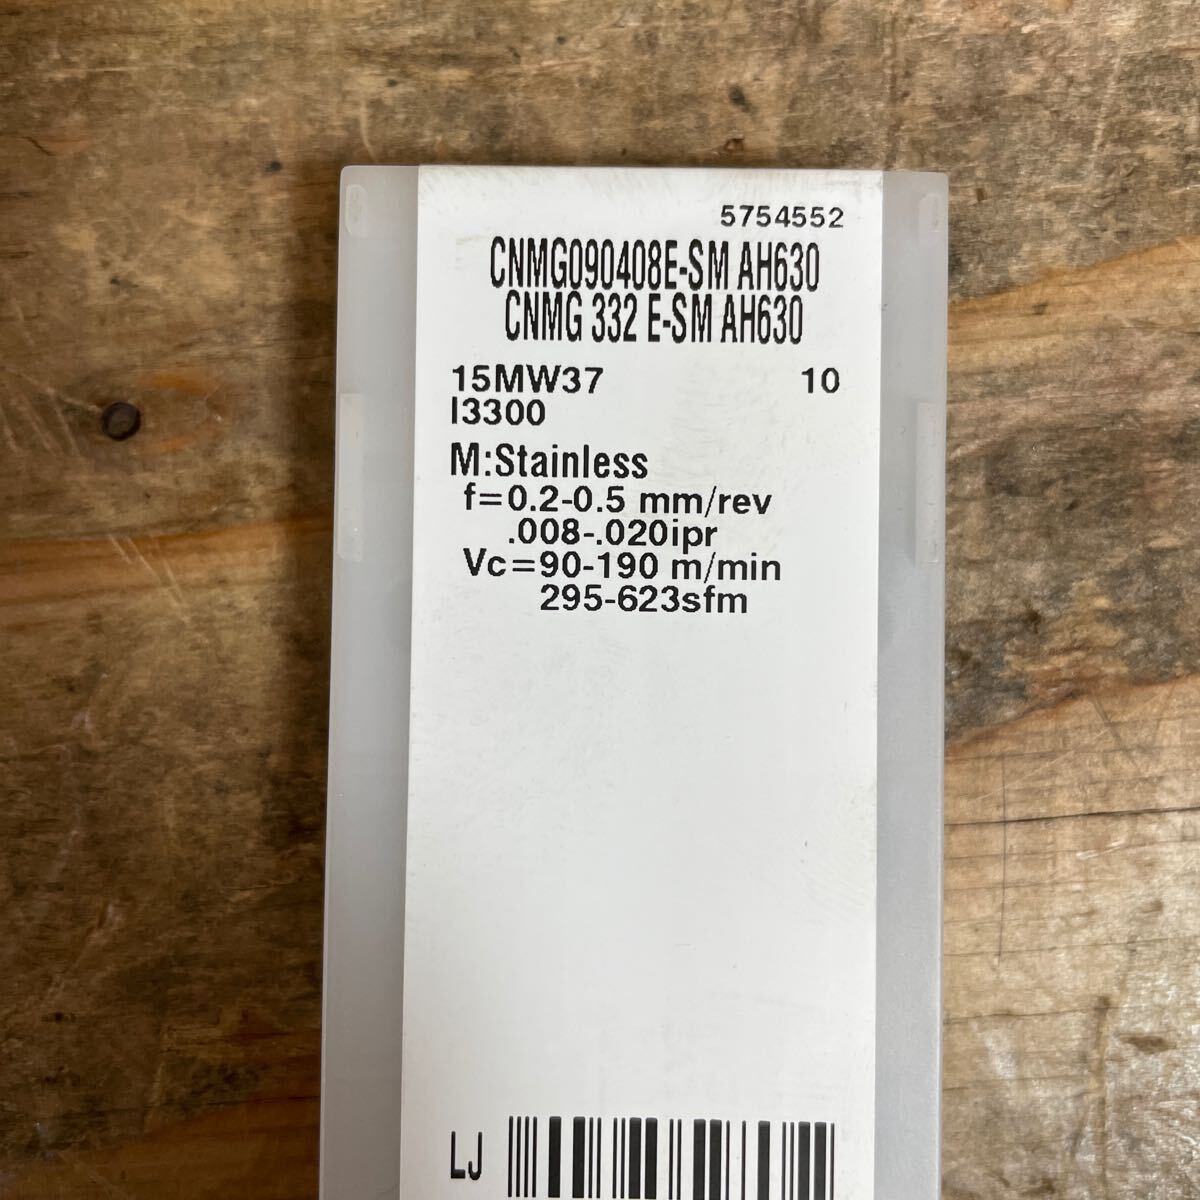 5754552
CNMG090408E-SM AH630
CNMG 332 E-SM AH630
15MW37 10
I3300
M:Stainless
f=0.2-0.5 mm/rev
.008-.020ipr
Vc=90-190 m/min
295-623sfm
LJ